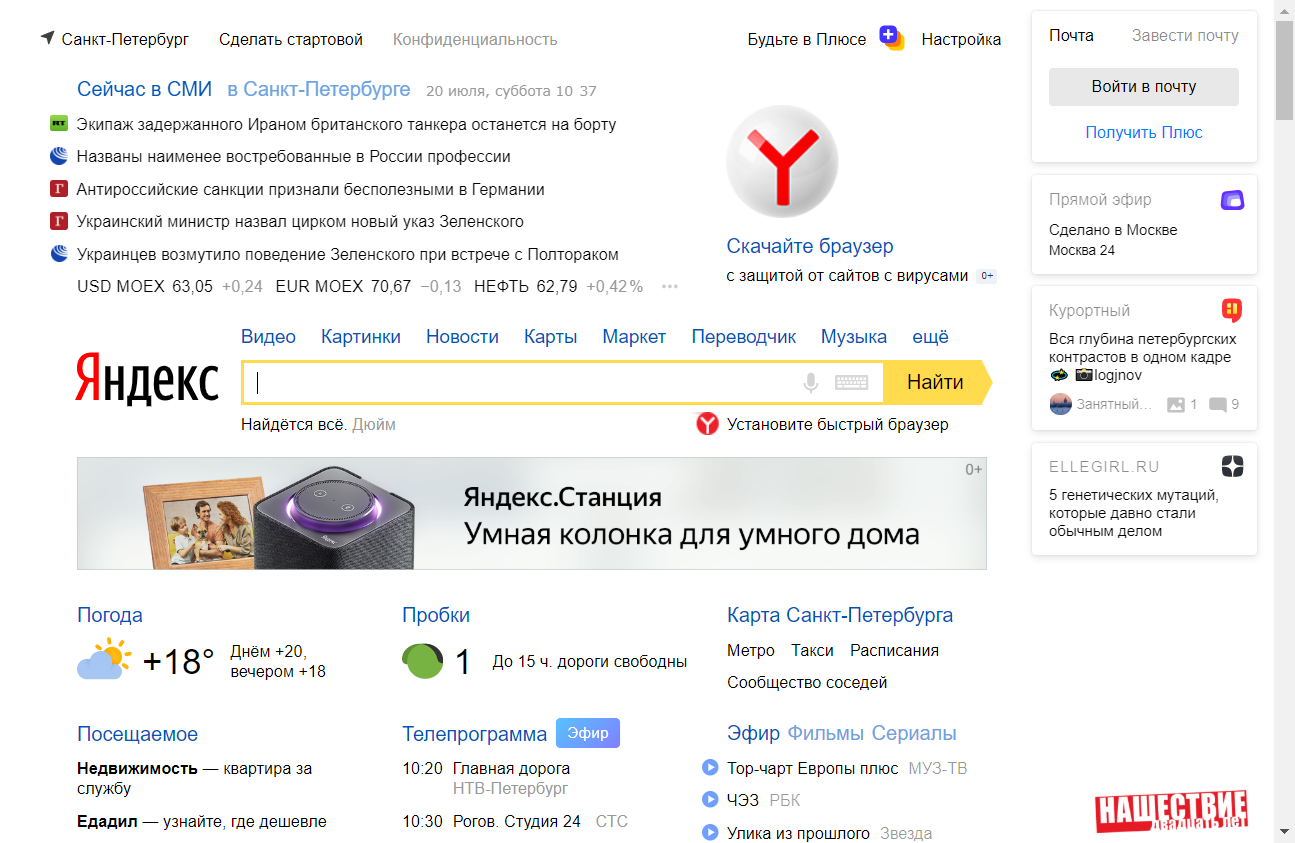 Санкт-Петербург Сделать стартовой Конфиденциальность Будьте в Плюсе Настройка
Сейчас в СМИ в Санкт-Петербурге 20 июля, суббота 10 37
RT Экипаж задержанного Ираном британского танкера останется на борту
Названы наименее востребованные в России профессии
Г Антироссийские санкции признали бесполезными в Германии
Г Украинский министр назвал цирком новый указ Зеленского
Украинцев возмутило поведение Зеленского при встрече с Полтораком
USD MOEX 63,05 +0,24 EUR MOEX 70,67 −0,13 НЕФТЬ 62,79 +0,42%
Скачайте браузер
с защитой от сайтов с вирусами 0+
Видео Картинки Новости Карты Маркет Переводчик Музыка ещё
Яндекс Найти
Найдётся всё. Дюйм Установите быстрый браузер
0+
Яндекс.Станция
Умная колонка для умного дома
Погода
+18° Днём +20,
вечером +18
Пробки
1 До 15 ч. дороги свободны
Карта Санкт-Петербурга
Метро Такси Расписания
Сообщество соседей
Посещаемое
Недвижимость — квартира за
службу
Едадил — узнайте, где дешевле
Телепрограмма Эфир
10:20 Главная дорога
НТВ-Петербург
10:30 Рогов. Студия 24 СТС
Эфир Фильмы Сериалы
Тор-чарт Европы плюс МУЗ-ТВ
ЧЭЗ РБК
Улика из прошлого Звезда
Почта Завести почту
Войти в почту
Получить Плюс
Прямой эфир
Сделано в Москве
Москва 24
Курортный
Вся глубина петербургских
контрастов в одном кадре
logjnov
Занятный... 1 9
ELLEGIRL.RU
5 генетических мутаций,
которые давно стали
обычным делом
НАШЕСТВИЕ
двадцать лет